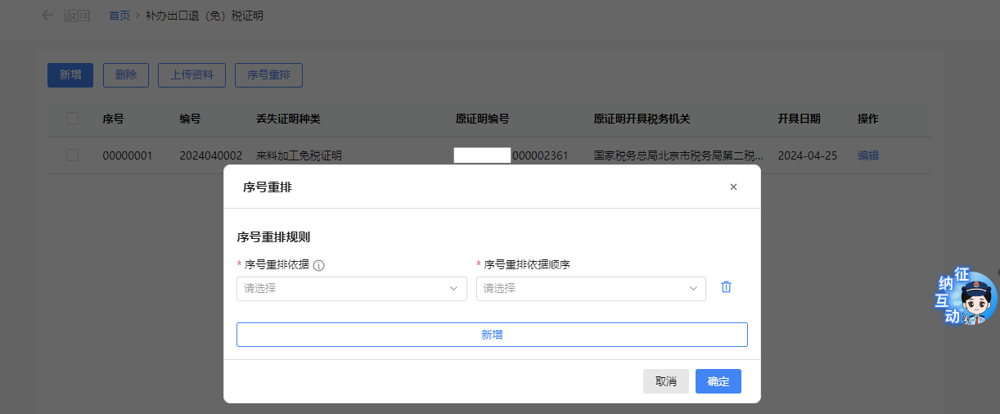 返回 首页 > 补办出口退（免）税证明
新增 删除 上传资料 序号重排
序号 编号 丢失证明种类 原证明编号 原证明开具税务机关 开具日期 操作
00000001 2024040002 来料加工免税证明 000002361 国家税务总局北京市税务局第二税... 2024-04-25 编辑
序号重排
序号重排规则
* 序号重排依据 * 序号重排依据顺序
请选择 请选择
新增
取消 确定
征纳互动